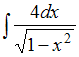 ∫ 4dx / √(1−x²)